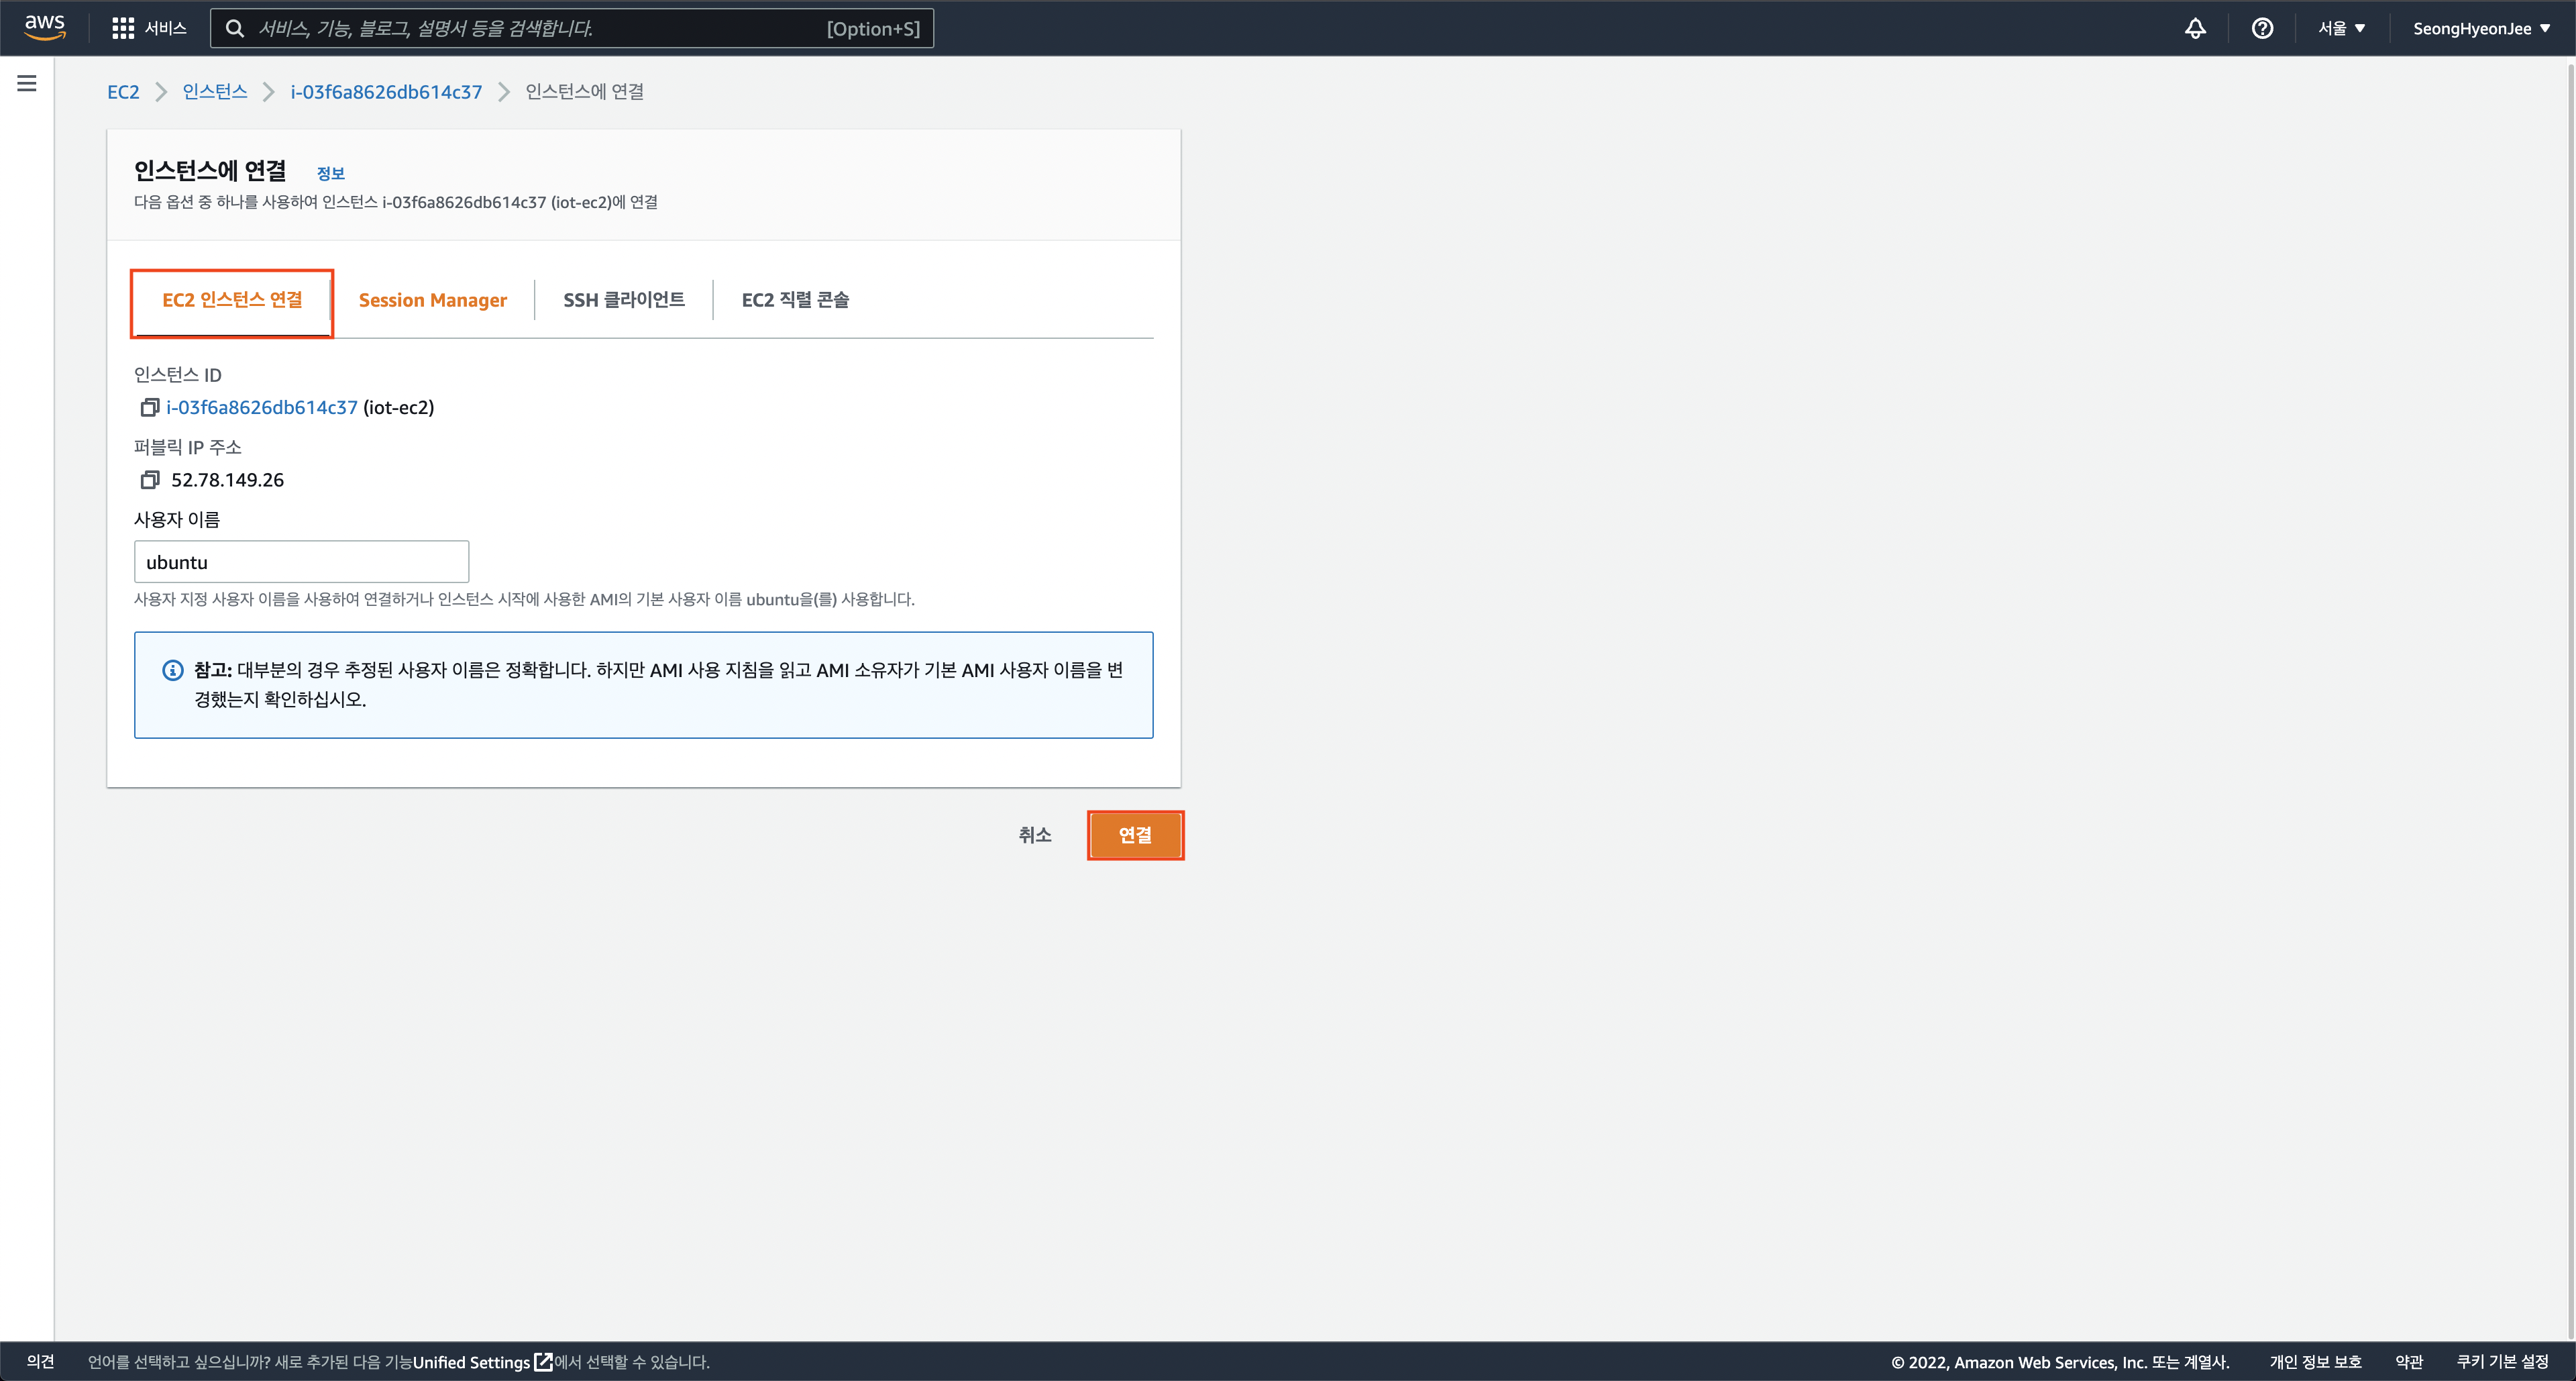 aws
서비스
서비스, 기능, 블로그, 설명서 등을 검색합니다.
[Option+S]
서울
SeongHyeonJee
EC2
인스턴스
i-03f6a8626db614c37
인스턴스에 연결
인스턴스에 연결
정보
다음 옵션 중 하나를 사용하여 인스턴스 i-03f6a8626db614c37 (iot-ec2)에 연결
EC2 인스턴스 연결
Session Manager
SSH 클라이언트
EC2 직렬 콘솔
인스턴스 ID
i-03f6a8626db614c37 (iot-ec2)
퍼블릭 IP 주소
52.78.149.26
사용자 이름
ubuntu
사용자 지정 사용자 이름을 사용하여 연결하거나 인스턴스 시작에 사용한 AMI의 기본 사용자 이름 ubuntu을(를) 사용합니다.
참고: 대부분의 경우 추정된 사용자 이름은 정확합니다. 하지만 AMI 사용 지침을 읽고 AMI 소유자가 기본 AMI 사용자 이름을 변
경했는지 확인하십시오.
취소
연결
의견
언어를 선택하고 싶으십니까? 새로 추가된 다음 기능Unified Settings에서 선택할 수 있습니다.
© 2022, Amazon Web Services, Inc. 또는 계열사.
개인 정보 보호
약관
쿠키 기본 설정